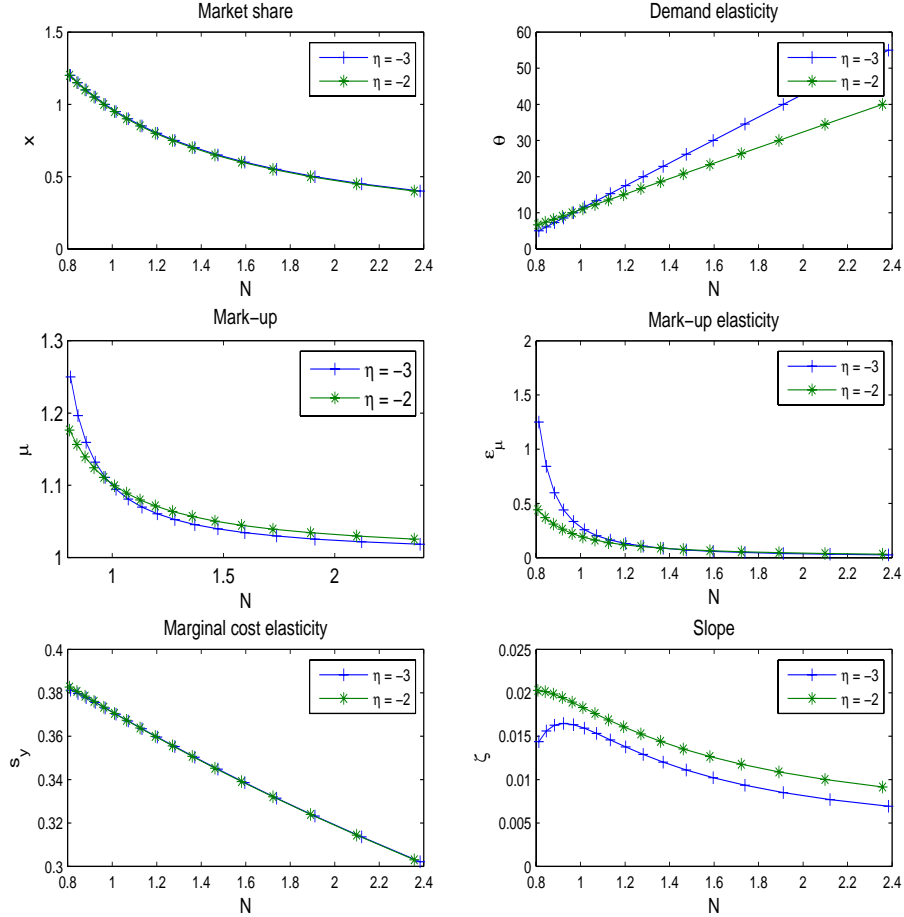 Market share
1.5
1
0.5
0
x
0.8 1 1.2 1.4 1.6 1.8 2 2.2 2.4
N
η = −3
η = −2
Demand elasticity
60
50
40
30
20
10
0
θ
0.8 1 1.2 1.4 1.6 1.8 2 2.2 2.4
N
η = −3
η = −2
Mark−up
1.3
1.2
1.1
1
μ
1 1.5 2
N
η = −3
η = −2
Mark−up elasticity
2
1.5
1
0.5
0
ε_μ
0.8 1 1.2 1.4 1.6 1.8 2 2.2 2.4
N
η = −3
η = −2
Marginal cost elasticity
0.4
0.38
0.36
0.34
0.32
0.3
s_y
0.8 1 1.2 1.4 1.6 1.8 2 2.2 2.4
N
η = −3
η = −2
Slope
0.025
0.02
0.015
0.01
0.005
0
ζ
0.8 1 1.2 1.4 1.6 1.8 2 2.2 2.4
N
η = −3
η = −2